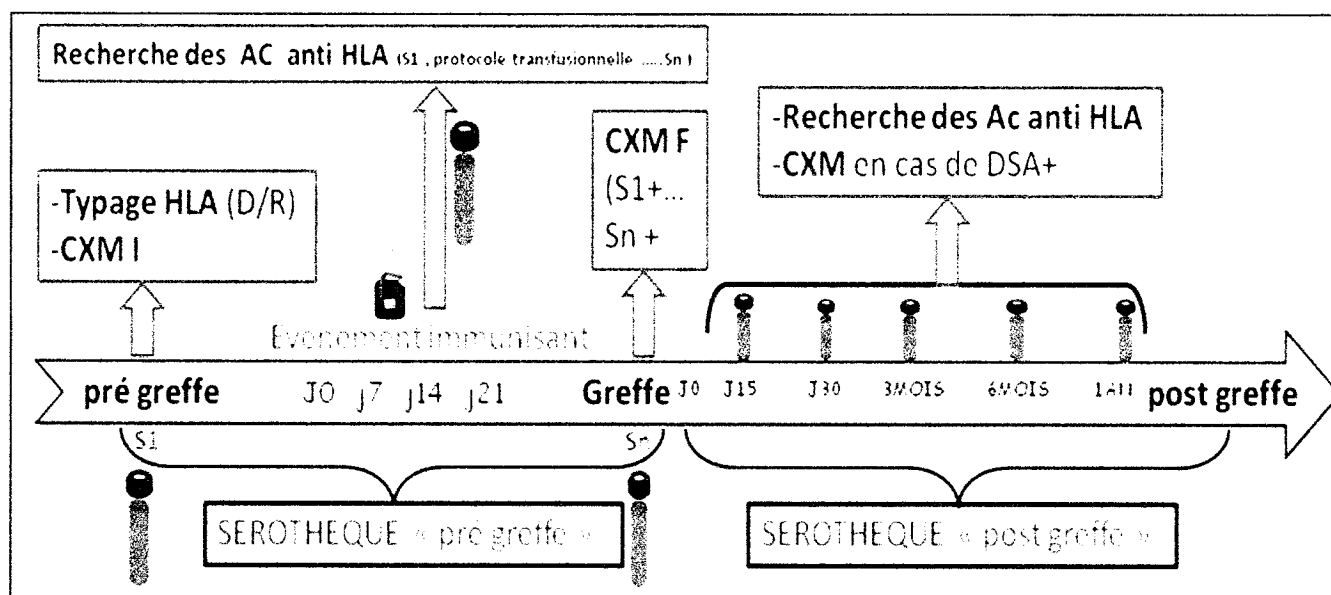 Recherche des AC anti HLA (S1 , protocole transfusionnelle .....Sn )
-Recherche des Ac anti HLA
-CXM en cas de DSA+
CXM F
(S1+...
Sn +
-Typage HLA (D/R)
-CXM I
Evenement immunisant
pré greffe J0 j7 j14 j21 Greffe J0 J15 J30 3MOIS 6MOIS 1AN post greffe
S1 Sn
SEROTHEQUE « pré greffe »
SEROTHEQUE « post greffe »